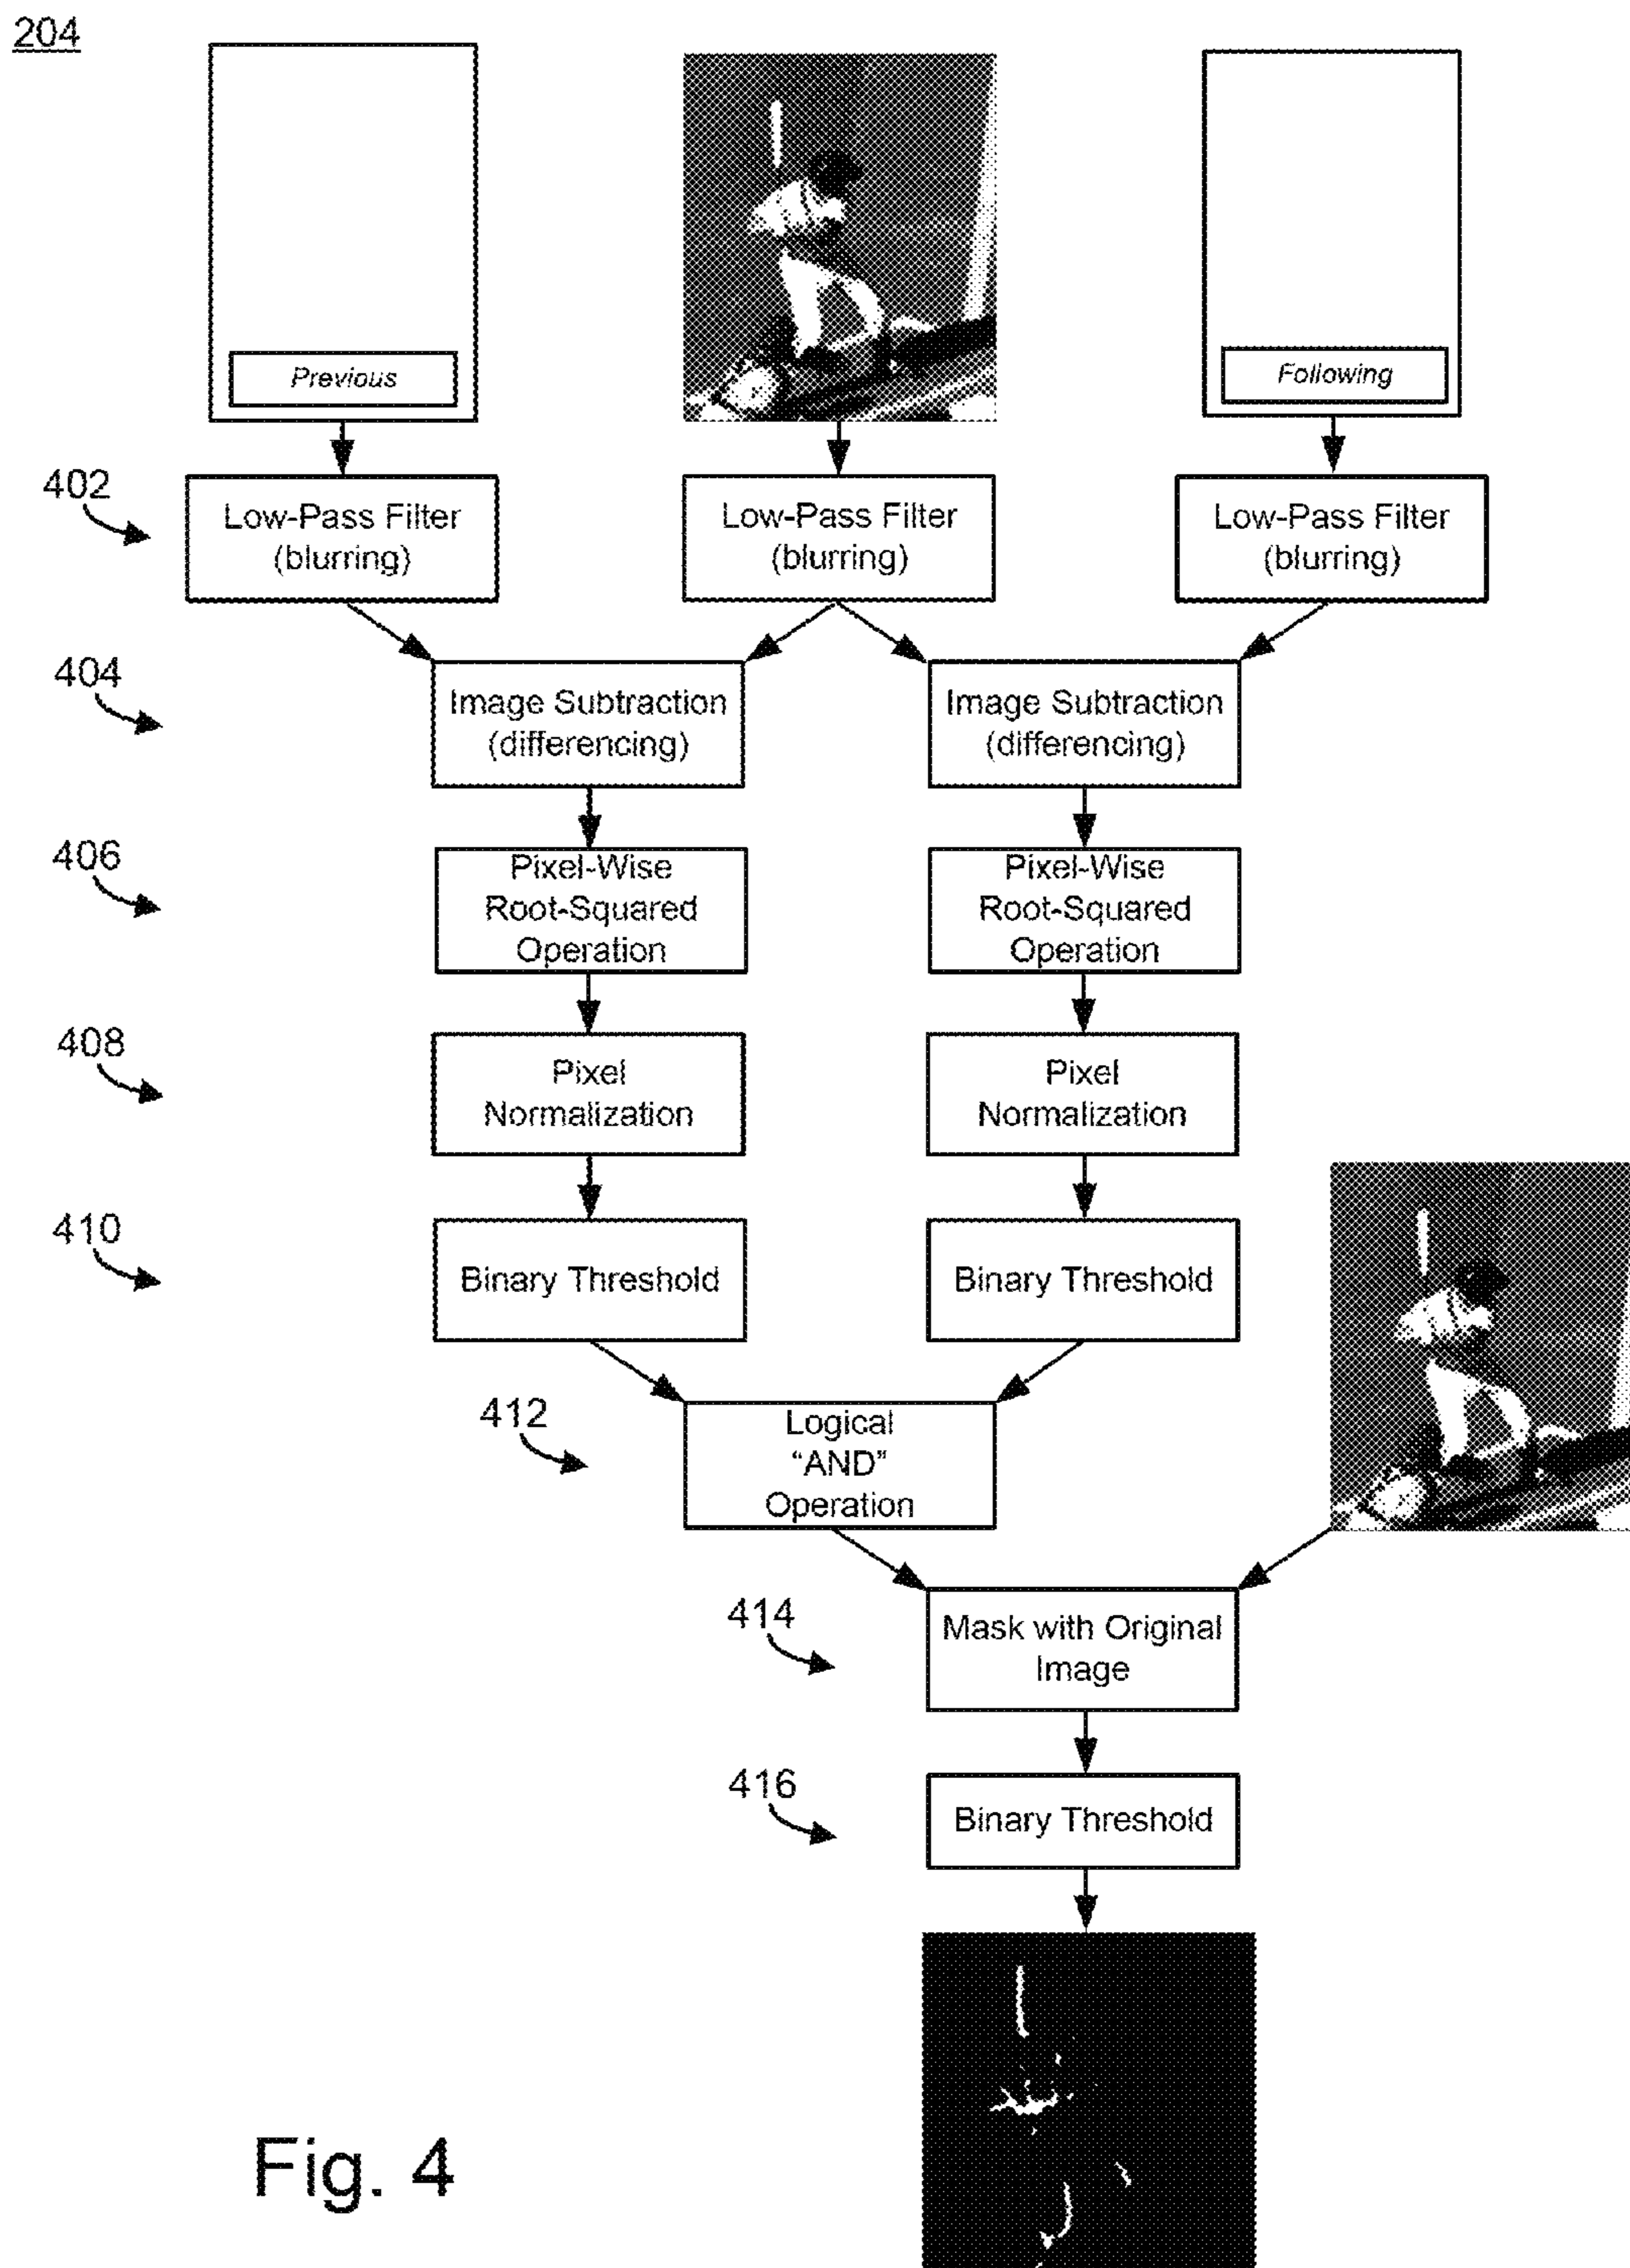 204
Previous
Following
402
Low-Pass Filter
(blurring)
Low-Pass Filter
(blurring)
Low-Pass Filter
(blurring)
404
Image Subtraction
(differencing)
Image Subtraction
(differencing)
406
Pixel-Wise
Root-Squared
Operation
Pixel-Wise
Root-Squared
Operation
408
Pixel
Normalization
Pixel
Normalization
410
Binary Threshold
Binary Threshold
412
Logical
“AND”
Operation
414
Mask with Original
Image
416
Binary Threshold
Fig. 4